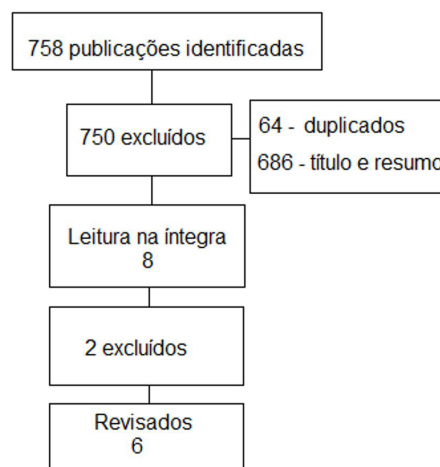 758 publicações identificadas
750 excluídos
64 - duplicados
686 - título e resumo
Leitura na íntegra
8
2 excluídos
Revisados
6